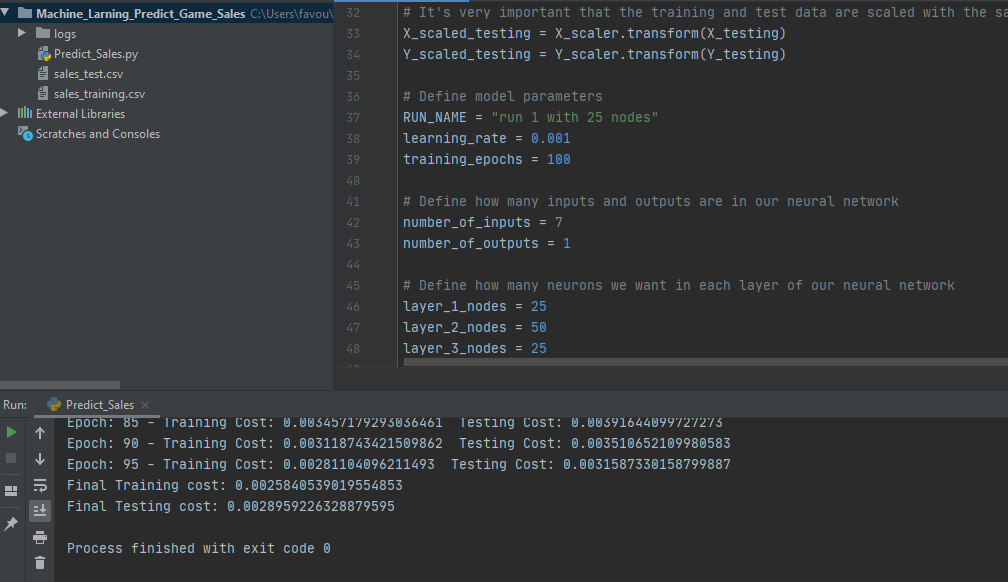 Machine_Larning_Predict_Game_Sales C:\Users\favou\
logs
Predict_Sales.py
sales_test.csv
sales_training.csv
External Libraries
Scratches and Consoles
32 # It's very important that the training and test data are scaled with the sa
33 X_scaled_testing = X_scaler.transform(X_testing)
34 Y_scaled_testing = Y_scaler.transform(Y_testing)
35
36 # Define model parameters
37 RUN_NAME = "run 1 with 25 nodes"
38 learning_rate = 0.001
39 training_epochs = 100
40
41 # Define how many inputs and outputs are in our neural network
42 number_of_inputs = 7
43 number_of_outputs = 1
44
45 # Define how many neurons we want in each layer of our neural network
46 layer_1_nodes = 25
47 layer_2_nodes = 50
48 layer_3_nodes = 25
Run: Predict_Sales
Epoch: 85 - Training Cost: 0.003457179293036461 Testing Cost: 0.00391644099727273
Epoch: 90 - Training Cost: 0.003118743421509862 Testing Cost: 0.003510652109980583
Epoch: 95 - Training Cost: 0.00281104096211493 Testing Cost: 0.0031587330158799887
Final Training cost: 0.0025840539019554853
Final Testing cost: 0.0028959226328879595
Process finished with exit code 0